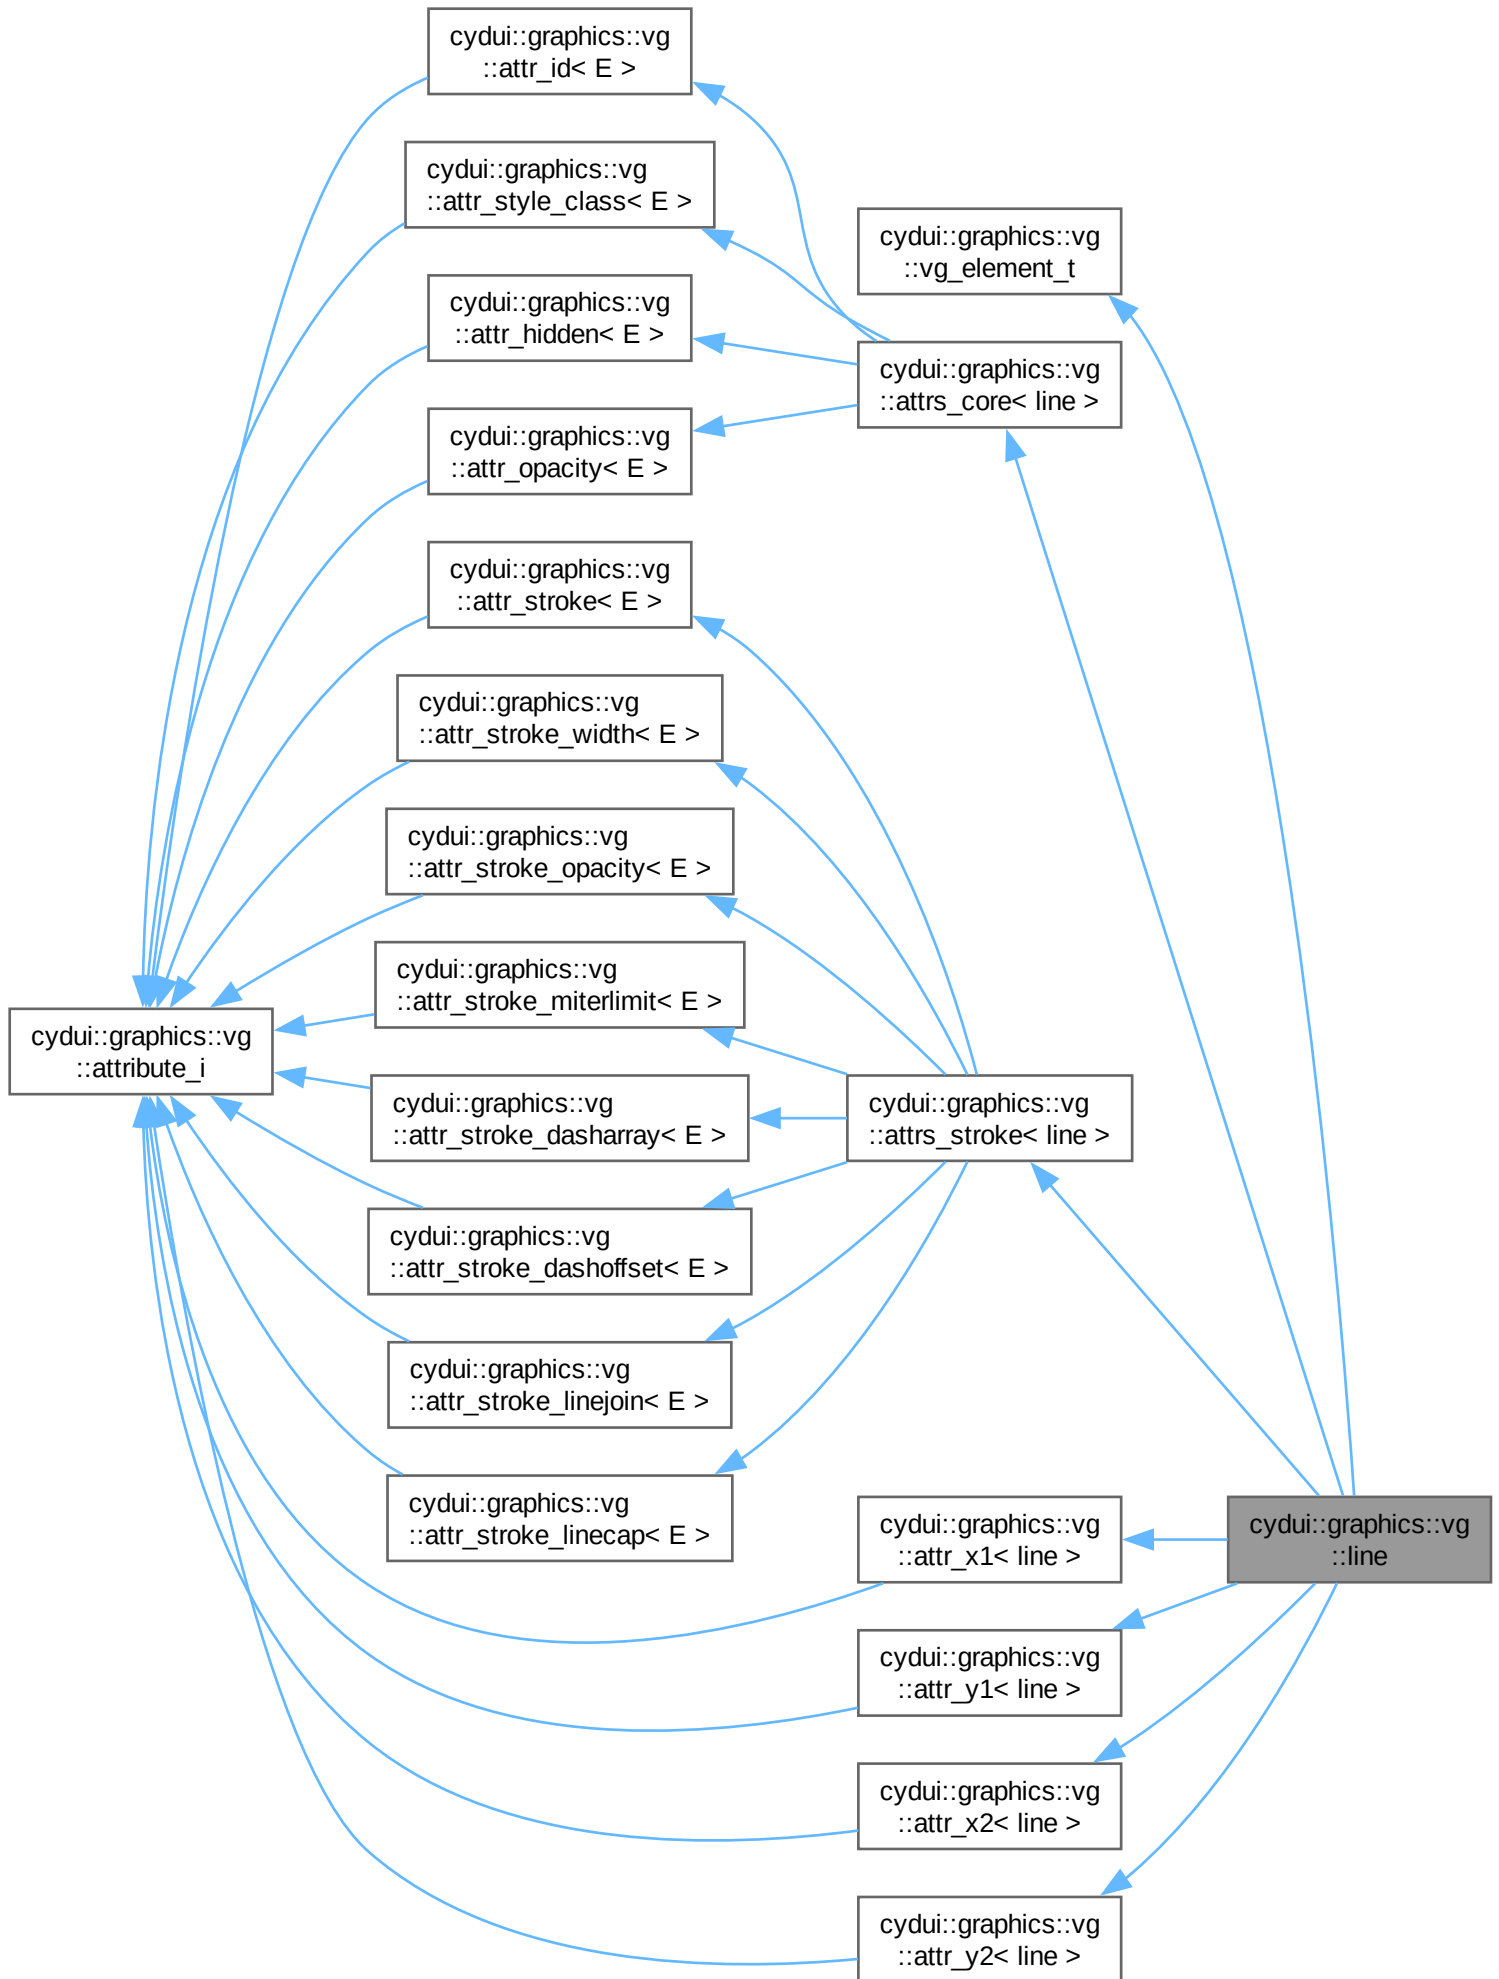 cydui::graphics::vg
::attr_id< E >
cydui::graphics::vg
::attr_style_class< E >
cydui::graphics::vg
::vg_element_t
cydui::graphics::vg
::attr_hidden< E >
cydui::graphics::vg
::attrs_core< line >
cydui::graphics::vg
::attr_opacity< E >
cydui::graphics::vg
::attr_stroke< E >
cydui::graphics::vg
::attr_stroke_width< E >
cydui::graphics::vg
::attr_stroke_opacity< E >
cydui::graphics::vg
::attr_stroke_miterlimit< E >
cydui::graphics::vg
::attribute_i
cydui::graphics::vg
::attr_stroke_dasharray< E >
cydui::graphics::vg
::attrs_stroke< line >
cydui::graphics::vg
::attr_stroke_dashoffset< E >
cydui::graphics::vg
::attr_stroke_linejoin< E >
cydui::graphics::vg
::attr_stroke_linecap< E >
cydui::graphics::vg
::attr_x1< line >
cydui::graphics::vg
::line
cydui::graphics::vg
::attr_y1< line >
cydui::graphics::vg
::attr_x2< line >
cydui::graphics::vg
::attr_y2< line >